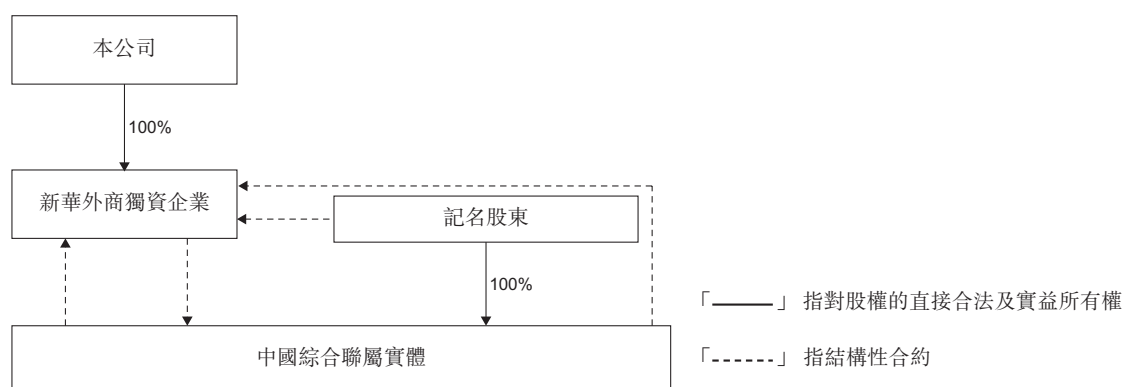 本公司
100%
新華外商獨資企業
記名股東
100%
「———」 指對股權的直接合法及實益所有權
中國綜合聯屬實體
「------」 指結構性合約